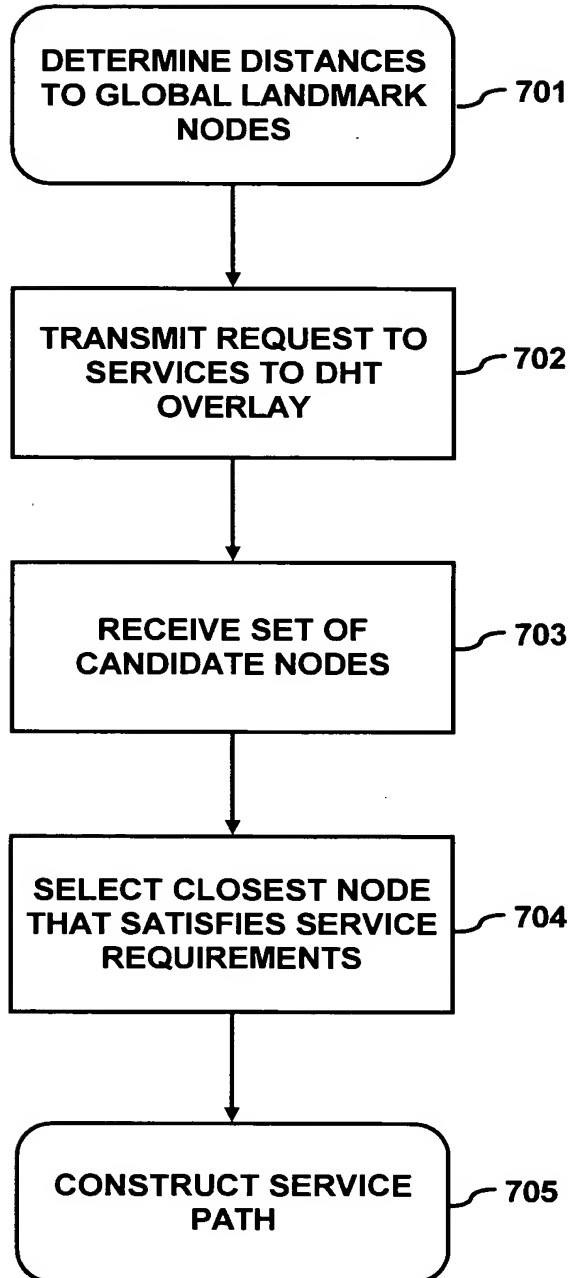 DETERMINE DISTANCES
TO GLOBAL LANDMARK
NODES
701
TRANSMIT REQUEST TO
SERVICES TO DHT
OVERLAY
702
RECEIVE SET OF
CANDIDATE NODES
703
SELECT CLOSEST NODE
THAT SATISFIES SERVICE
REQUIREMENTS
704
CONSTRUCT SERVICE
PATH
705